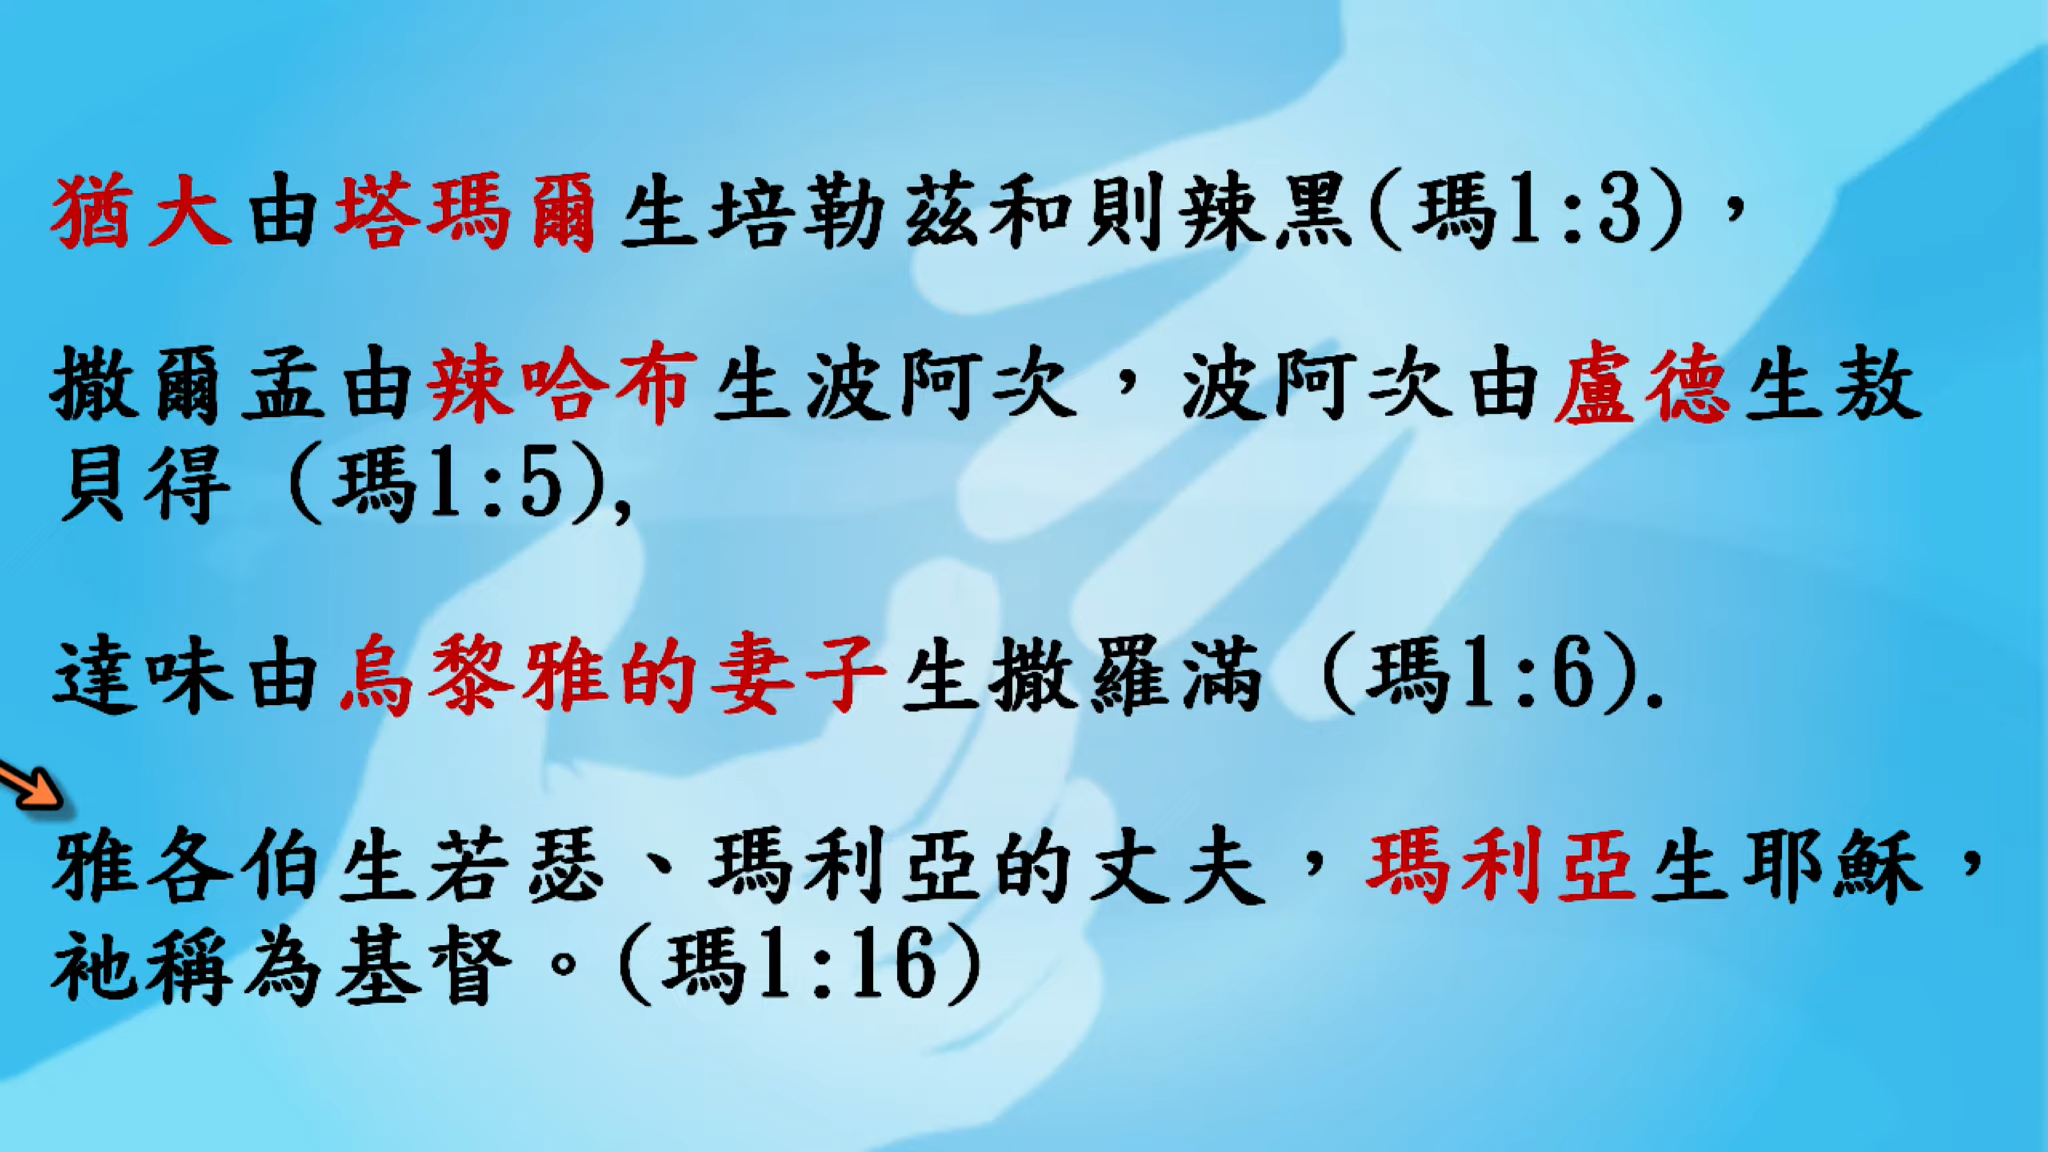 猶大由塔瑪爾生培勒茲和則辣黑(瑪1:3)，
撒爾孟由辣哈布生波阿次，波阿次由盧德生敖
貝得 (瑪1:5),
達味由烏黎雅的妻子生撒羅滿 (瑪1:6).
雅各伯生若瑟、瑪利亞的丈夫，瑪利亞生耶穌，
祂稱為基督。(瑪1:16)